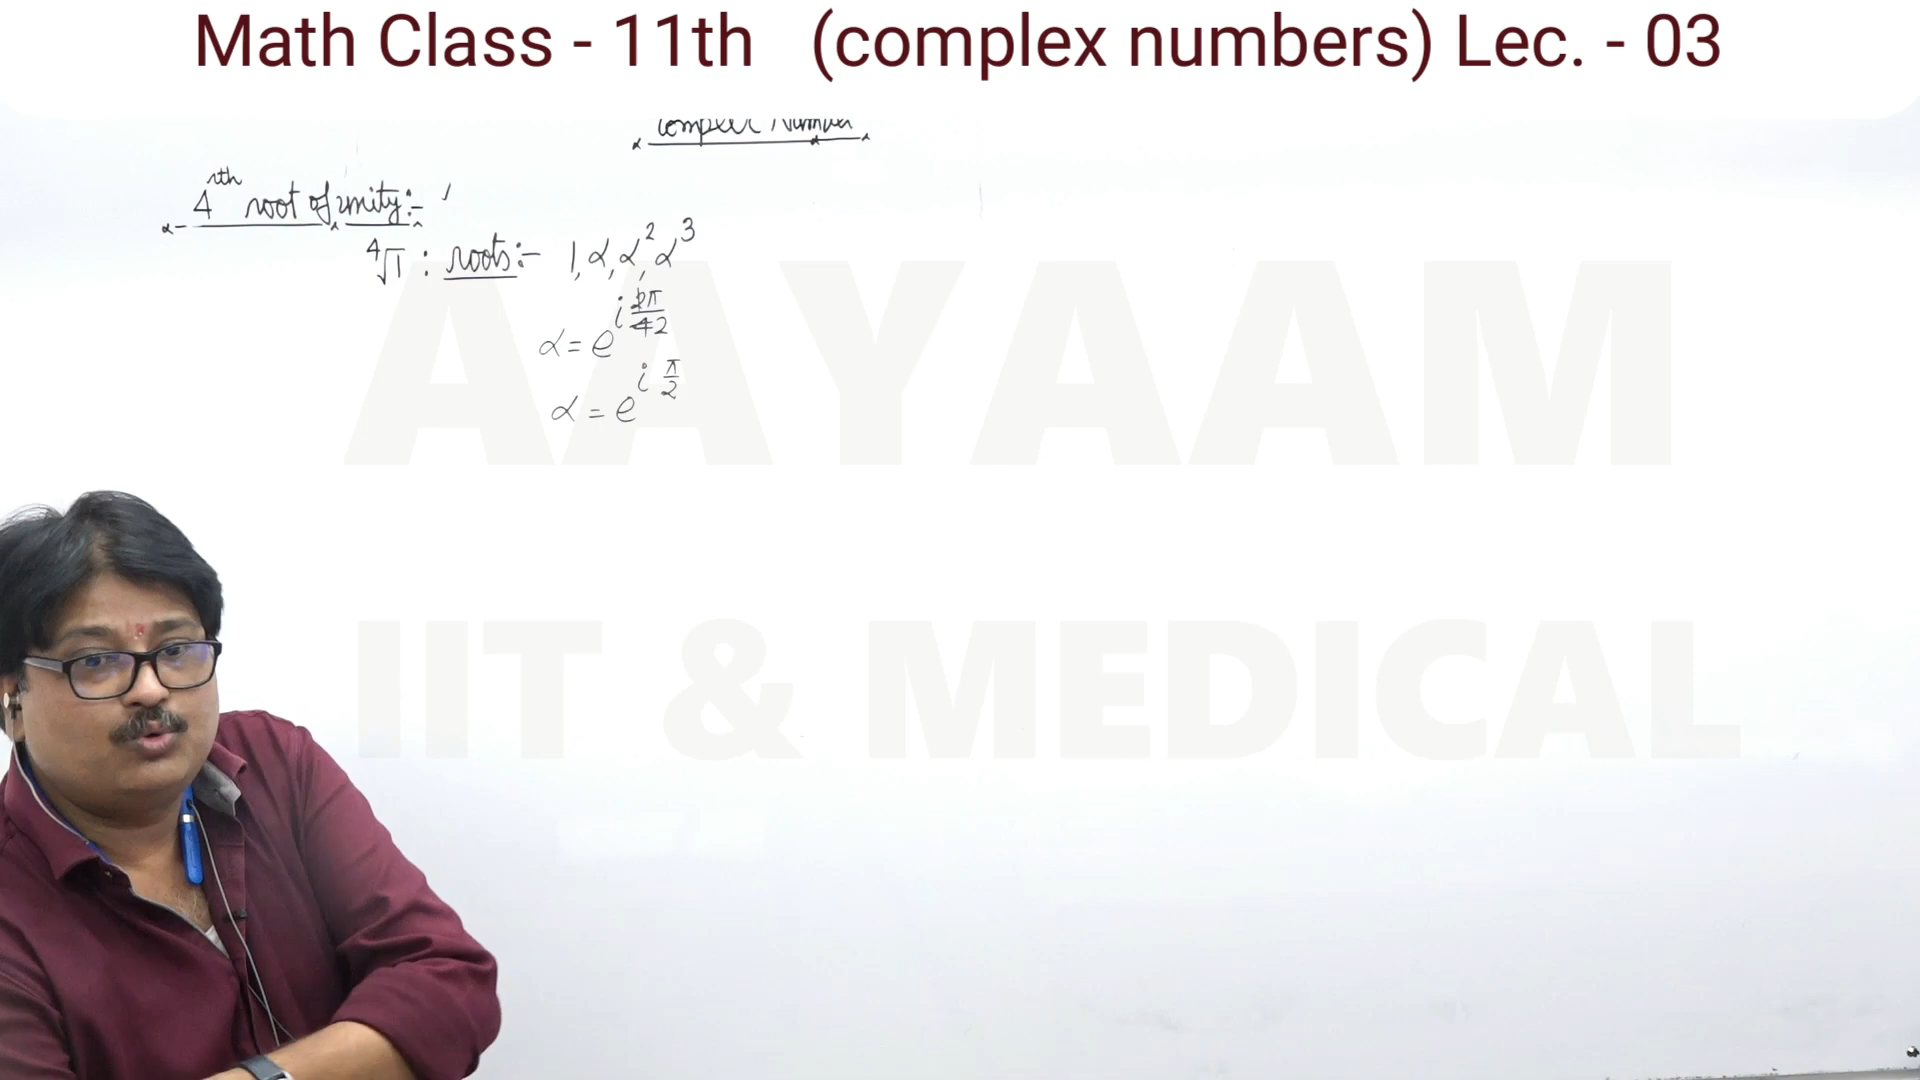 Math Class - 11th (complex numbers) Lec. - 03
Complex Number
4th root of unity:-
⁴√1 : roots:- 1, α, α², α³
α = e^(i 2π/4 2)
α = e^(i π/2)
AAYAAM
IIT & MEDICAL